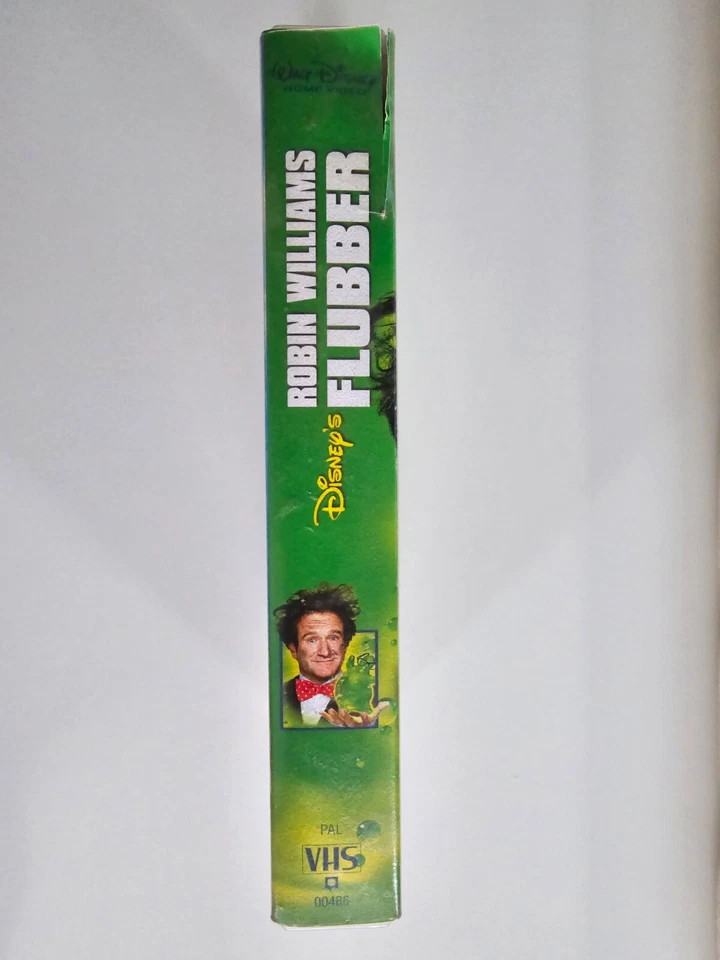 Walt Disney
HOME VIDEO
ROBIN WILLIAMS
Disney's FLUBBER
PAL
VHS
00486